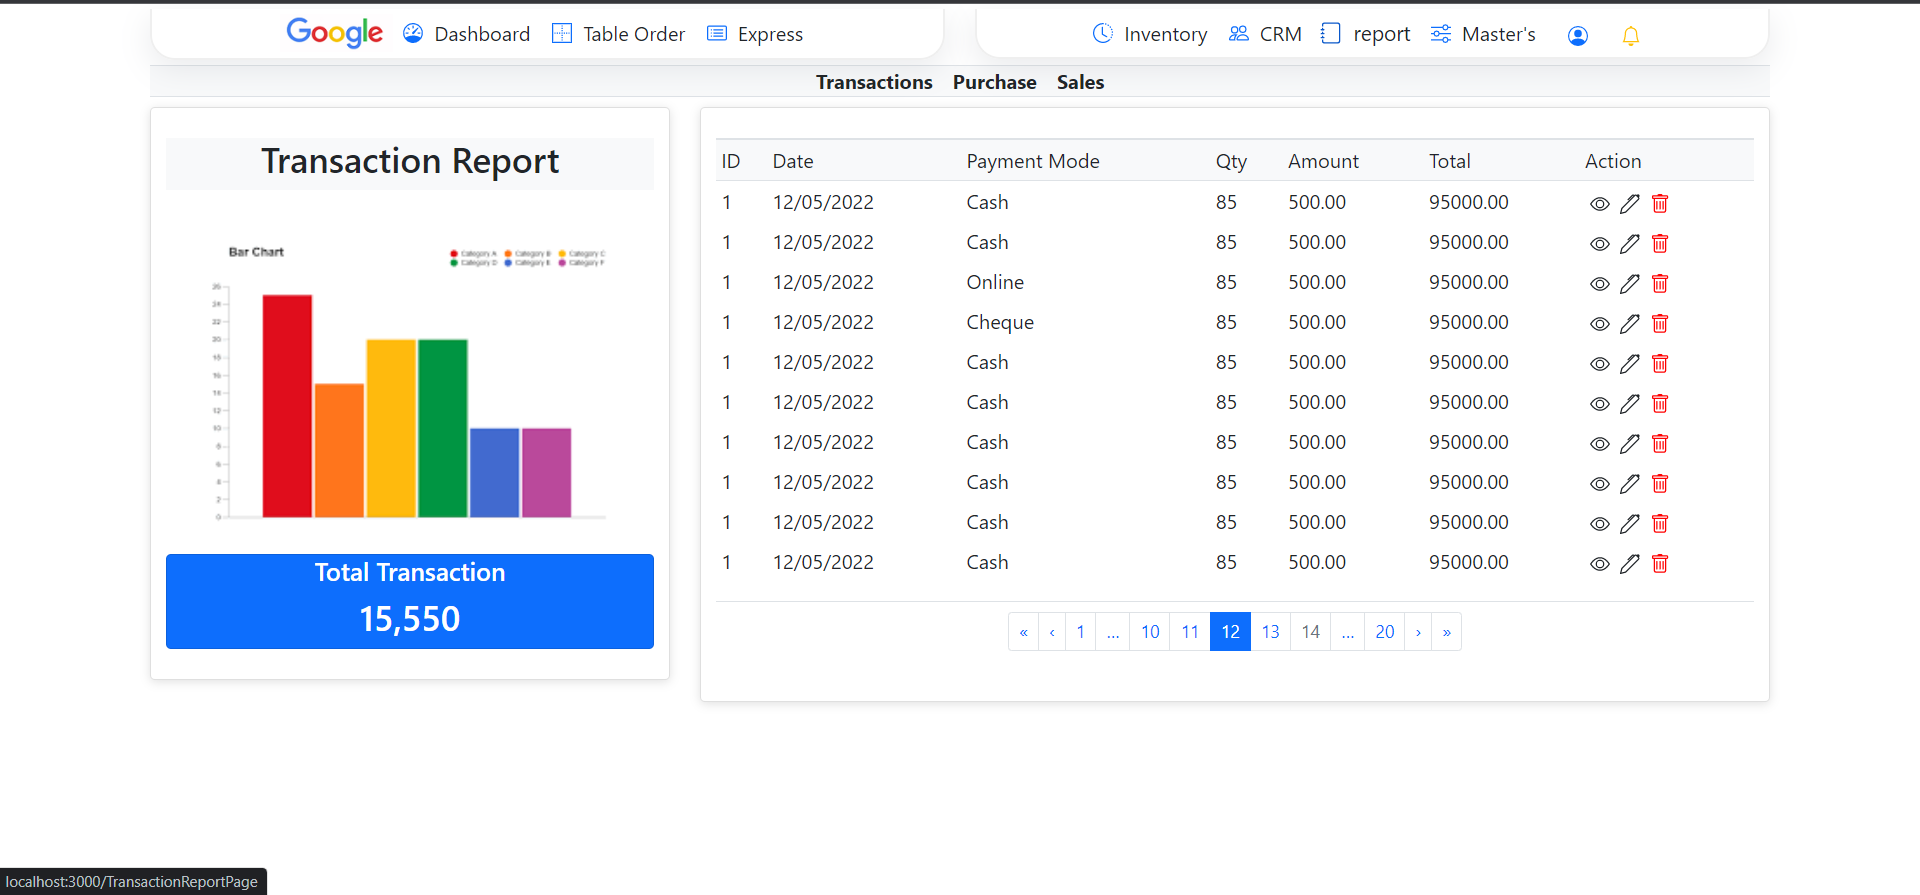 Google Dashboard Table Order Express Inventory CRM report Master's
Transactions Purchase Sales
Transaction Report
Bar Chart
Category A Category B Category C
Category D Category E Category F
26
24
22
20
18
16
14
12
10
8
6
4
2
0
Total Transaction
15,550
ID Date Payment Mode Qty Amount Total Action
1 12/05/2022 Cash 85 500.00 95000.00
1 12/05/2022 Cash 85 500.00 95000.00
1 12/05/2022 Online 85 500.00 95000.00
1 12/05/2022 Cheque 85 500.00 95000.00
1 12/05/2022 Cash 85 500.00 95000.00
1 12/05/2022 Cash 85 500.00 95000.00
1 12/05/2022 Cash 85 500.00 95000.00
1 12/05/2022 Cash 85 500.00 95000.00
1 12/05/2022 Cash 85 500.00 95000.00
1 12/05/2022 Cash 85 500.00 95000.00
« ‹ 1 … 10 11 12 13 14 … 20 › »
localhost:3000/TransactionReportPage